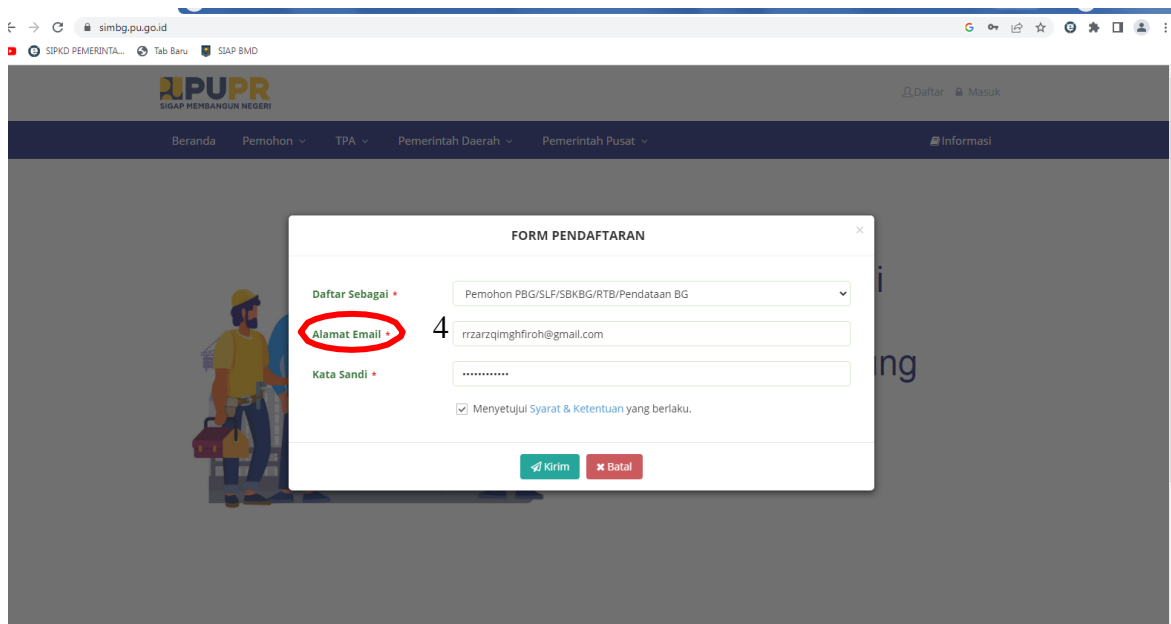 simbg.pu.go.id
SIPKD PEMERINTA... Tab Baru SIAP BMD
PUPR
SIGAP MEMBANGUN NEGERI
Daftar Masuk
Beranda Pemohon TPA Pemerintah Daerah Pemerintah Pusat Informasi
FORM PENDAFTARAN
i
Daftar Sebagai * Pemohon PBG/SLF/SBKBG/RTB/Pendataan BG
Alamat Email * 4 rrzarzqimghfiroh@gmail.com
ung
Kata Sandi * ••••••••••••
Menyetujui Syarat & Ketentuan yang berlaku.
Kirim Batal